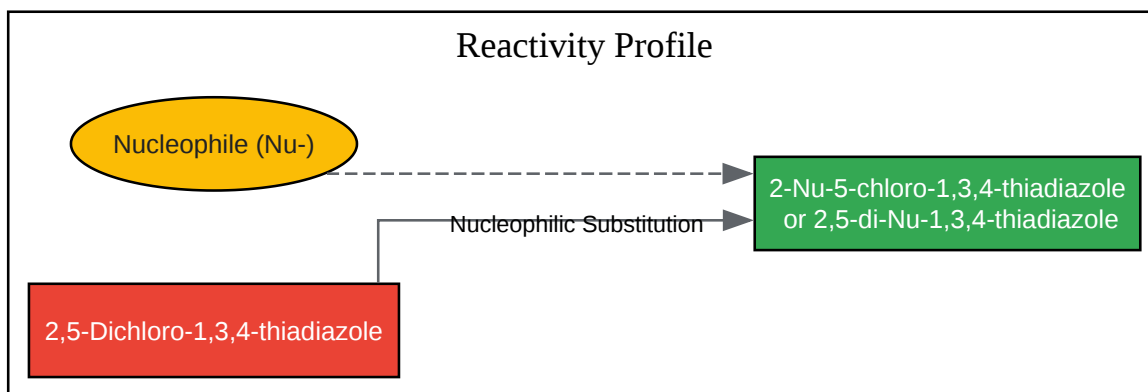 Reactivity Profile
Nucleophile (Nu-)
2-Nu-5-chloro-1,3,4-thiadiazole
or 2,5-di-Nu-1,3,4-thiadiazole
Nucleophilic Substitution
2,5-Dichloro-1,3,4-thiadiazole